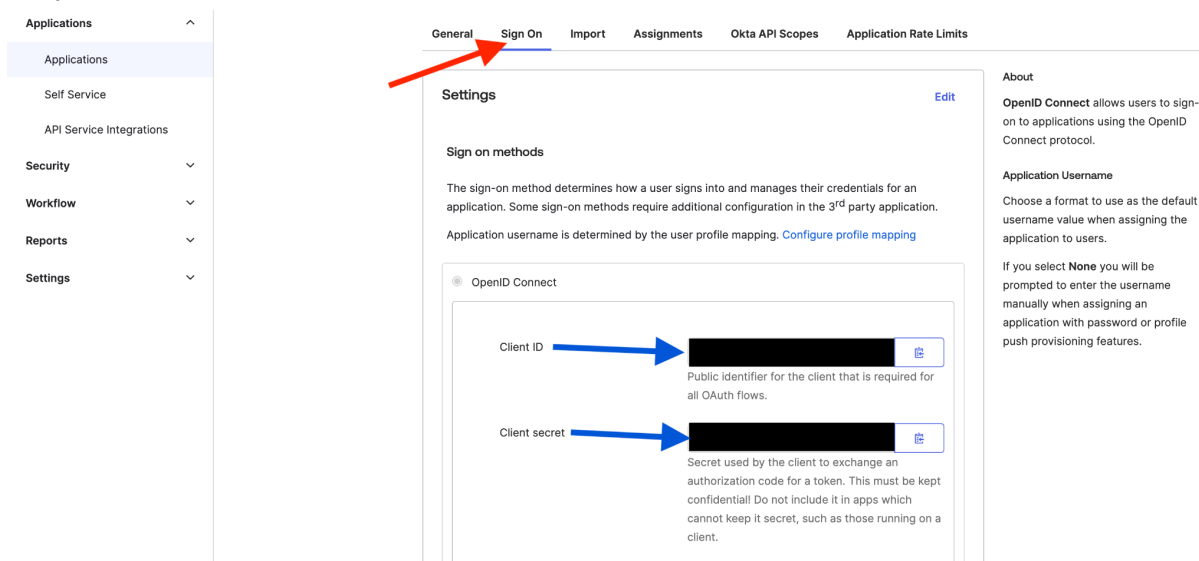 Applications
Applications
Self Service
API Service Integrations
Security
Workflow
Reports
Settings
General Sign On Import Assignments Okta API Scopes Application Rate Limits
Settings
Edit
Sign on methods
The sign-on method determines how a user signs into and manages their credentials for an
application. Some sign-on methods require additional configuration in the 3rd party application.
Application username is determined by the user profile mapping. Configure profile mapping
OpenID Connect
Client ID
Public identifier for the client that is required for
all OAuth flows.
Client secret
Secret used by the client to exchange an
authorization code for a token. This must be kept
confidential! Do not include it in apps which
cannot keep it secret, such as those running on a
client.
About
OpenID Connect allows users to sign-
on to applications using the OpenID
Connect protocol.
Application Username
Choose a format to use as the default
username value when assigning the
application to users.
If you select None you will be
prompted to enter the username
manually when assigning an
application with password or profile
push provisioning features.